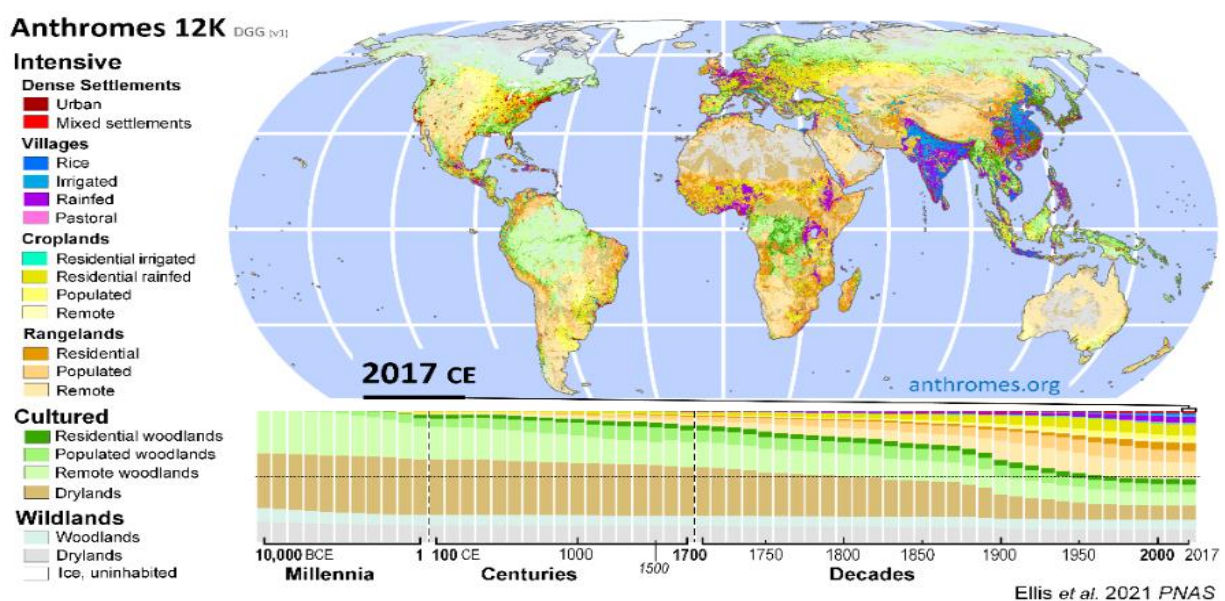 Anthromes 12K DGG (v1)
Intensive
Dense Settlements
Urban
Mixed settlements
Villages
Rice
Irrigated
Rainfed
Pastoral
Croplands
Residential irrigated
Residential rainfed
Populated
Remote
Rangelands
Residential
Populated
Remote
Cultured
Residential woodlands
Populated woodlands
Remote woodlands
Drylands
Wildlands
Woodlands
Drylands
Ice, uninhabited
2017 CE
anthromes.org
10,000 BCE 1 100 CE 1000 1500 1700 1750 1800 1850 1900 1950 2000 2017
Millennia Centuries Decades
Ellis et al. 2021 PNAS